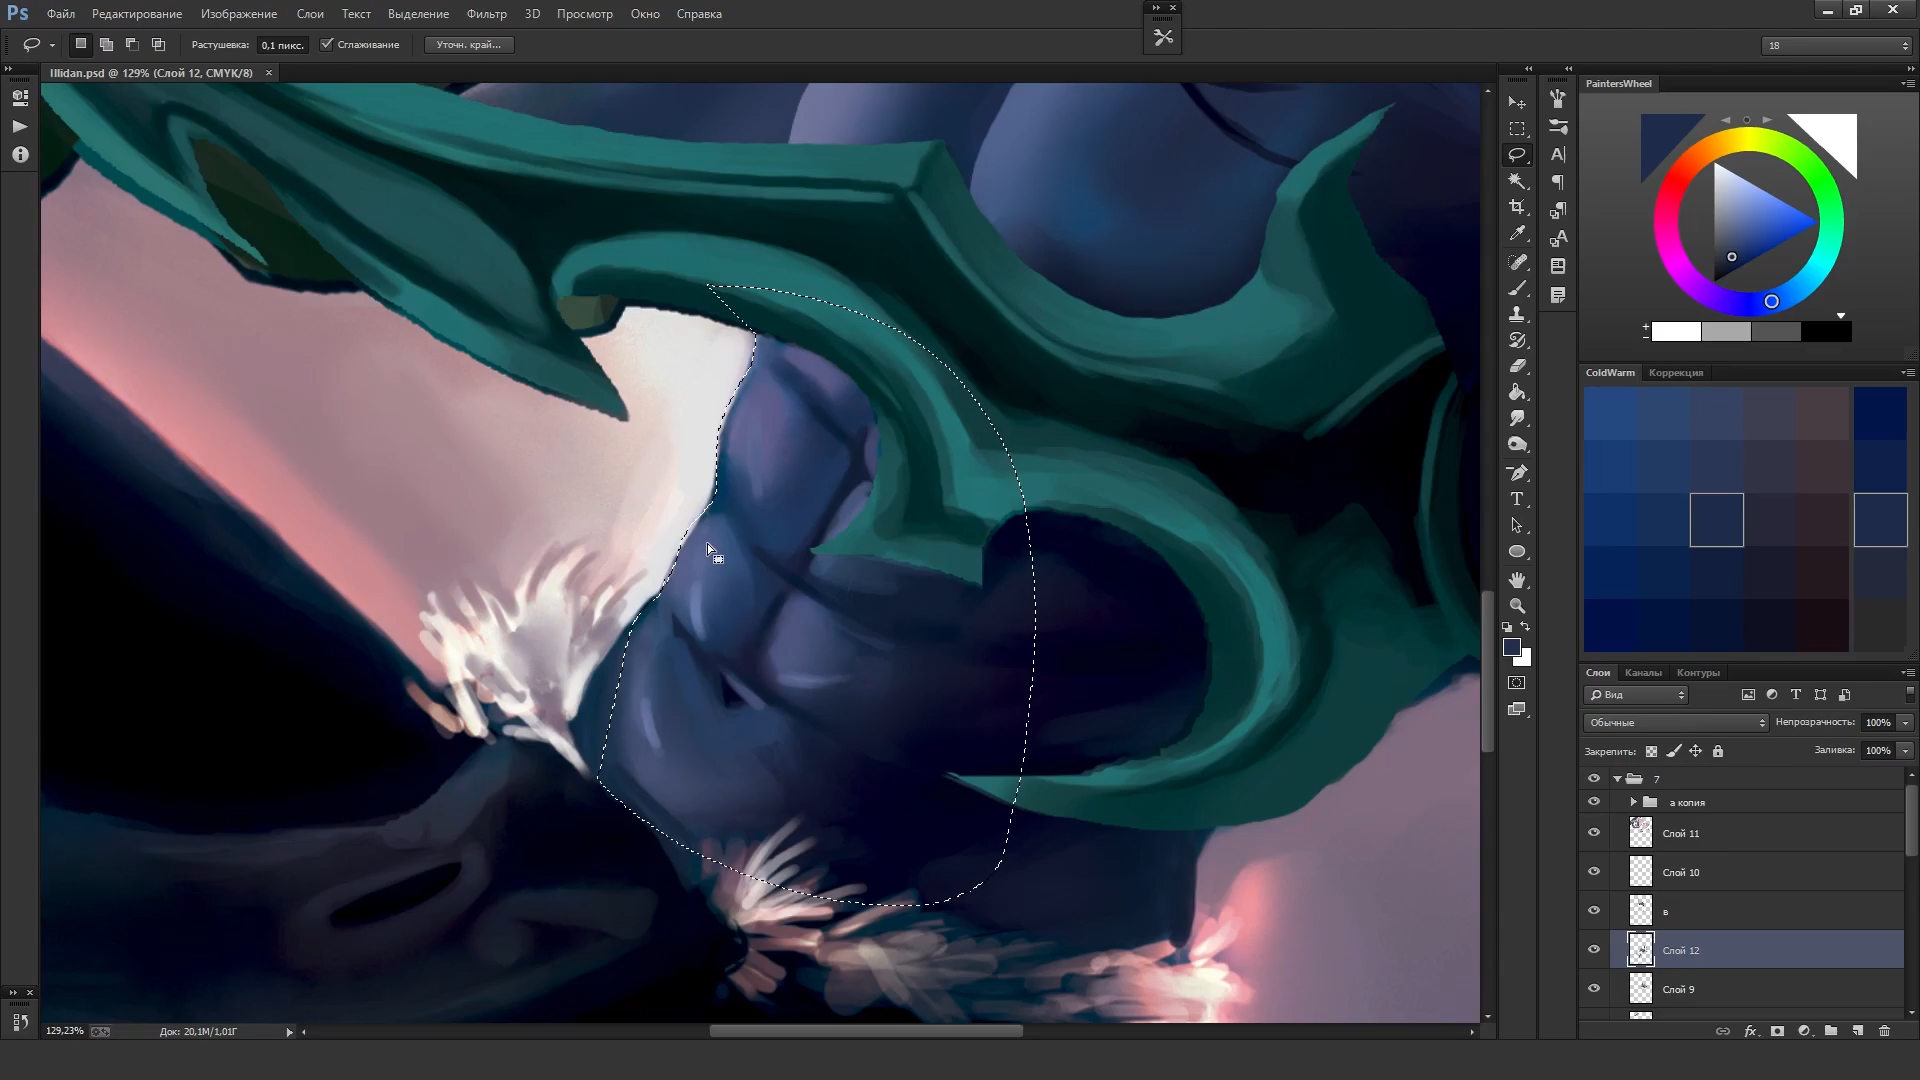 Ps Файл Редактирование Изображение Слои Текст Выделение Фильтр 3D Просмотр Окно Справка
Растушевка: 0,1 пикс. Сглаживание Уточн. край... 18
Illidan.psd @ 129% (Слой 12, CMYK/8) ×
PaintersWheel
ColdWarm Коррекция
Слои Каналы Контуры
Вид
Обычные Непрозрачность: 100%
Закрепить: Заливка: 100%
7
а копия
Слой 11
Слой 10
в
Слой 12
Слой 9
129,23% Док: 20,1M/1,01Г